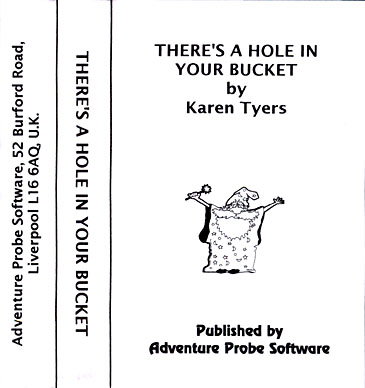 Adventure Probe Software, 52 Burford Road,
Liverpool L16 6AQ, U.K.
THERE'S A HOLE IN YOUR BUCKET
THERE'S A HOLE IN
YOUR BUCKET
by
Karen Tyers
Published by
Adventure Probe Software